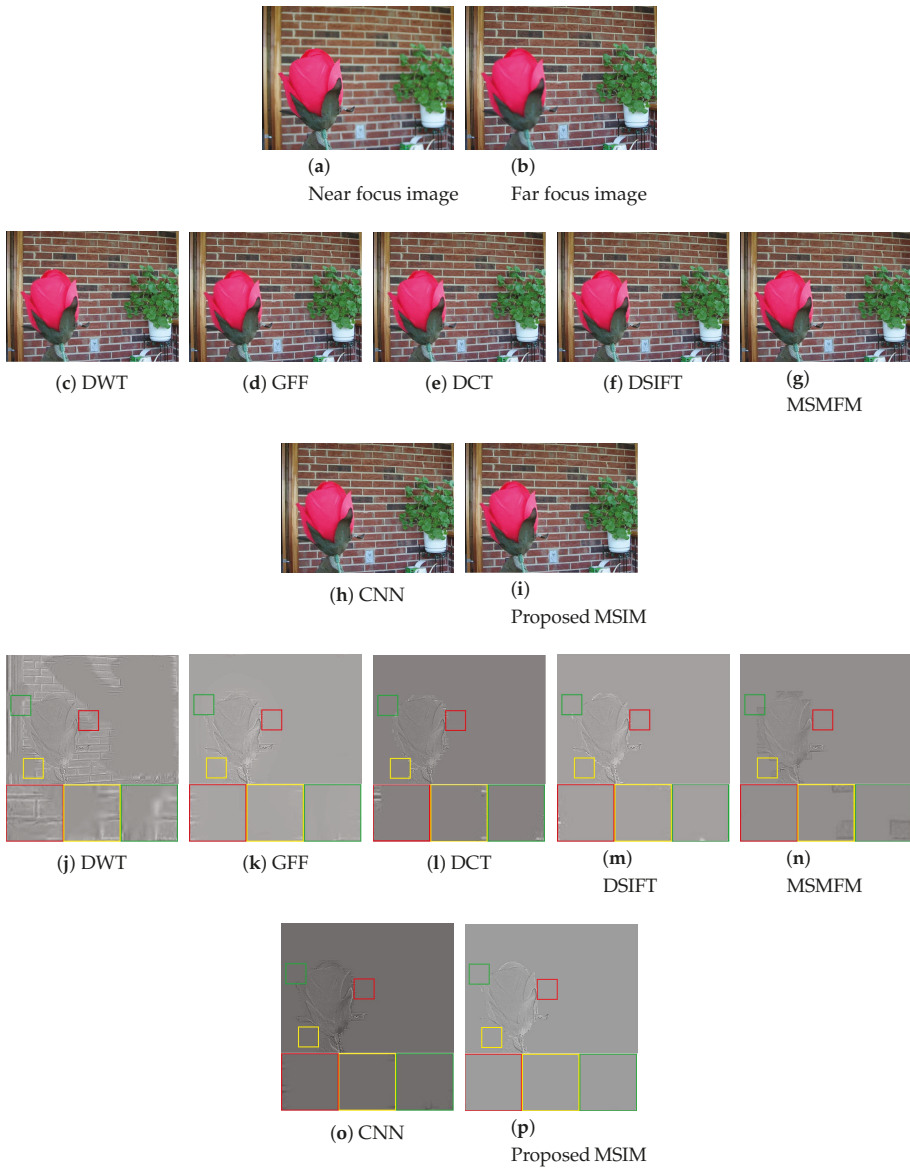 (a)
Near focus image
(b)
Far focus image
(c) DWT
(d) GFF
(e) DCT
(f) DSIFT
(g)
MSMFM
(h) CNN
(i)
Proposed MSIM
(j) DWT
(k) GFF
(l) DCT
(m)
DSIFT
(n)
MSMFM
(o) CNN
(p)
Proposed MSIM